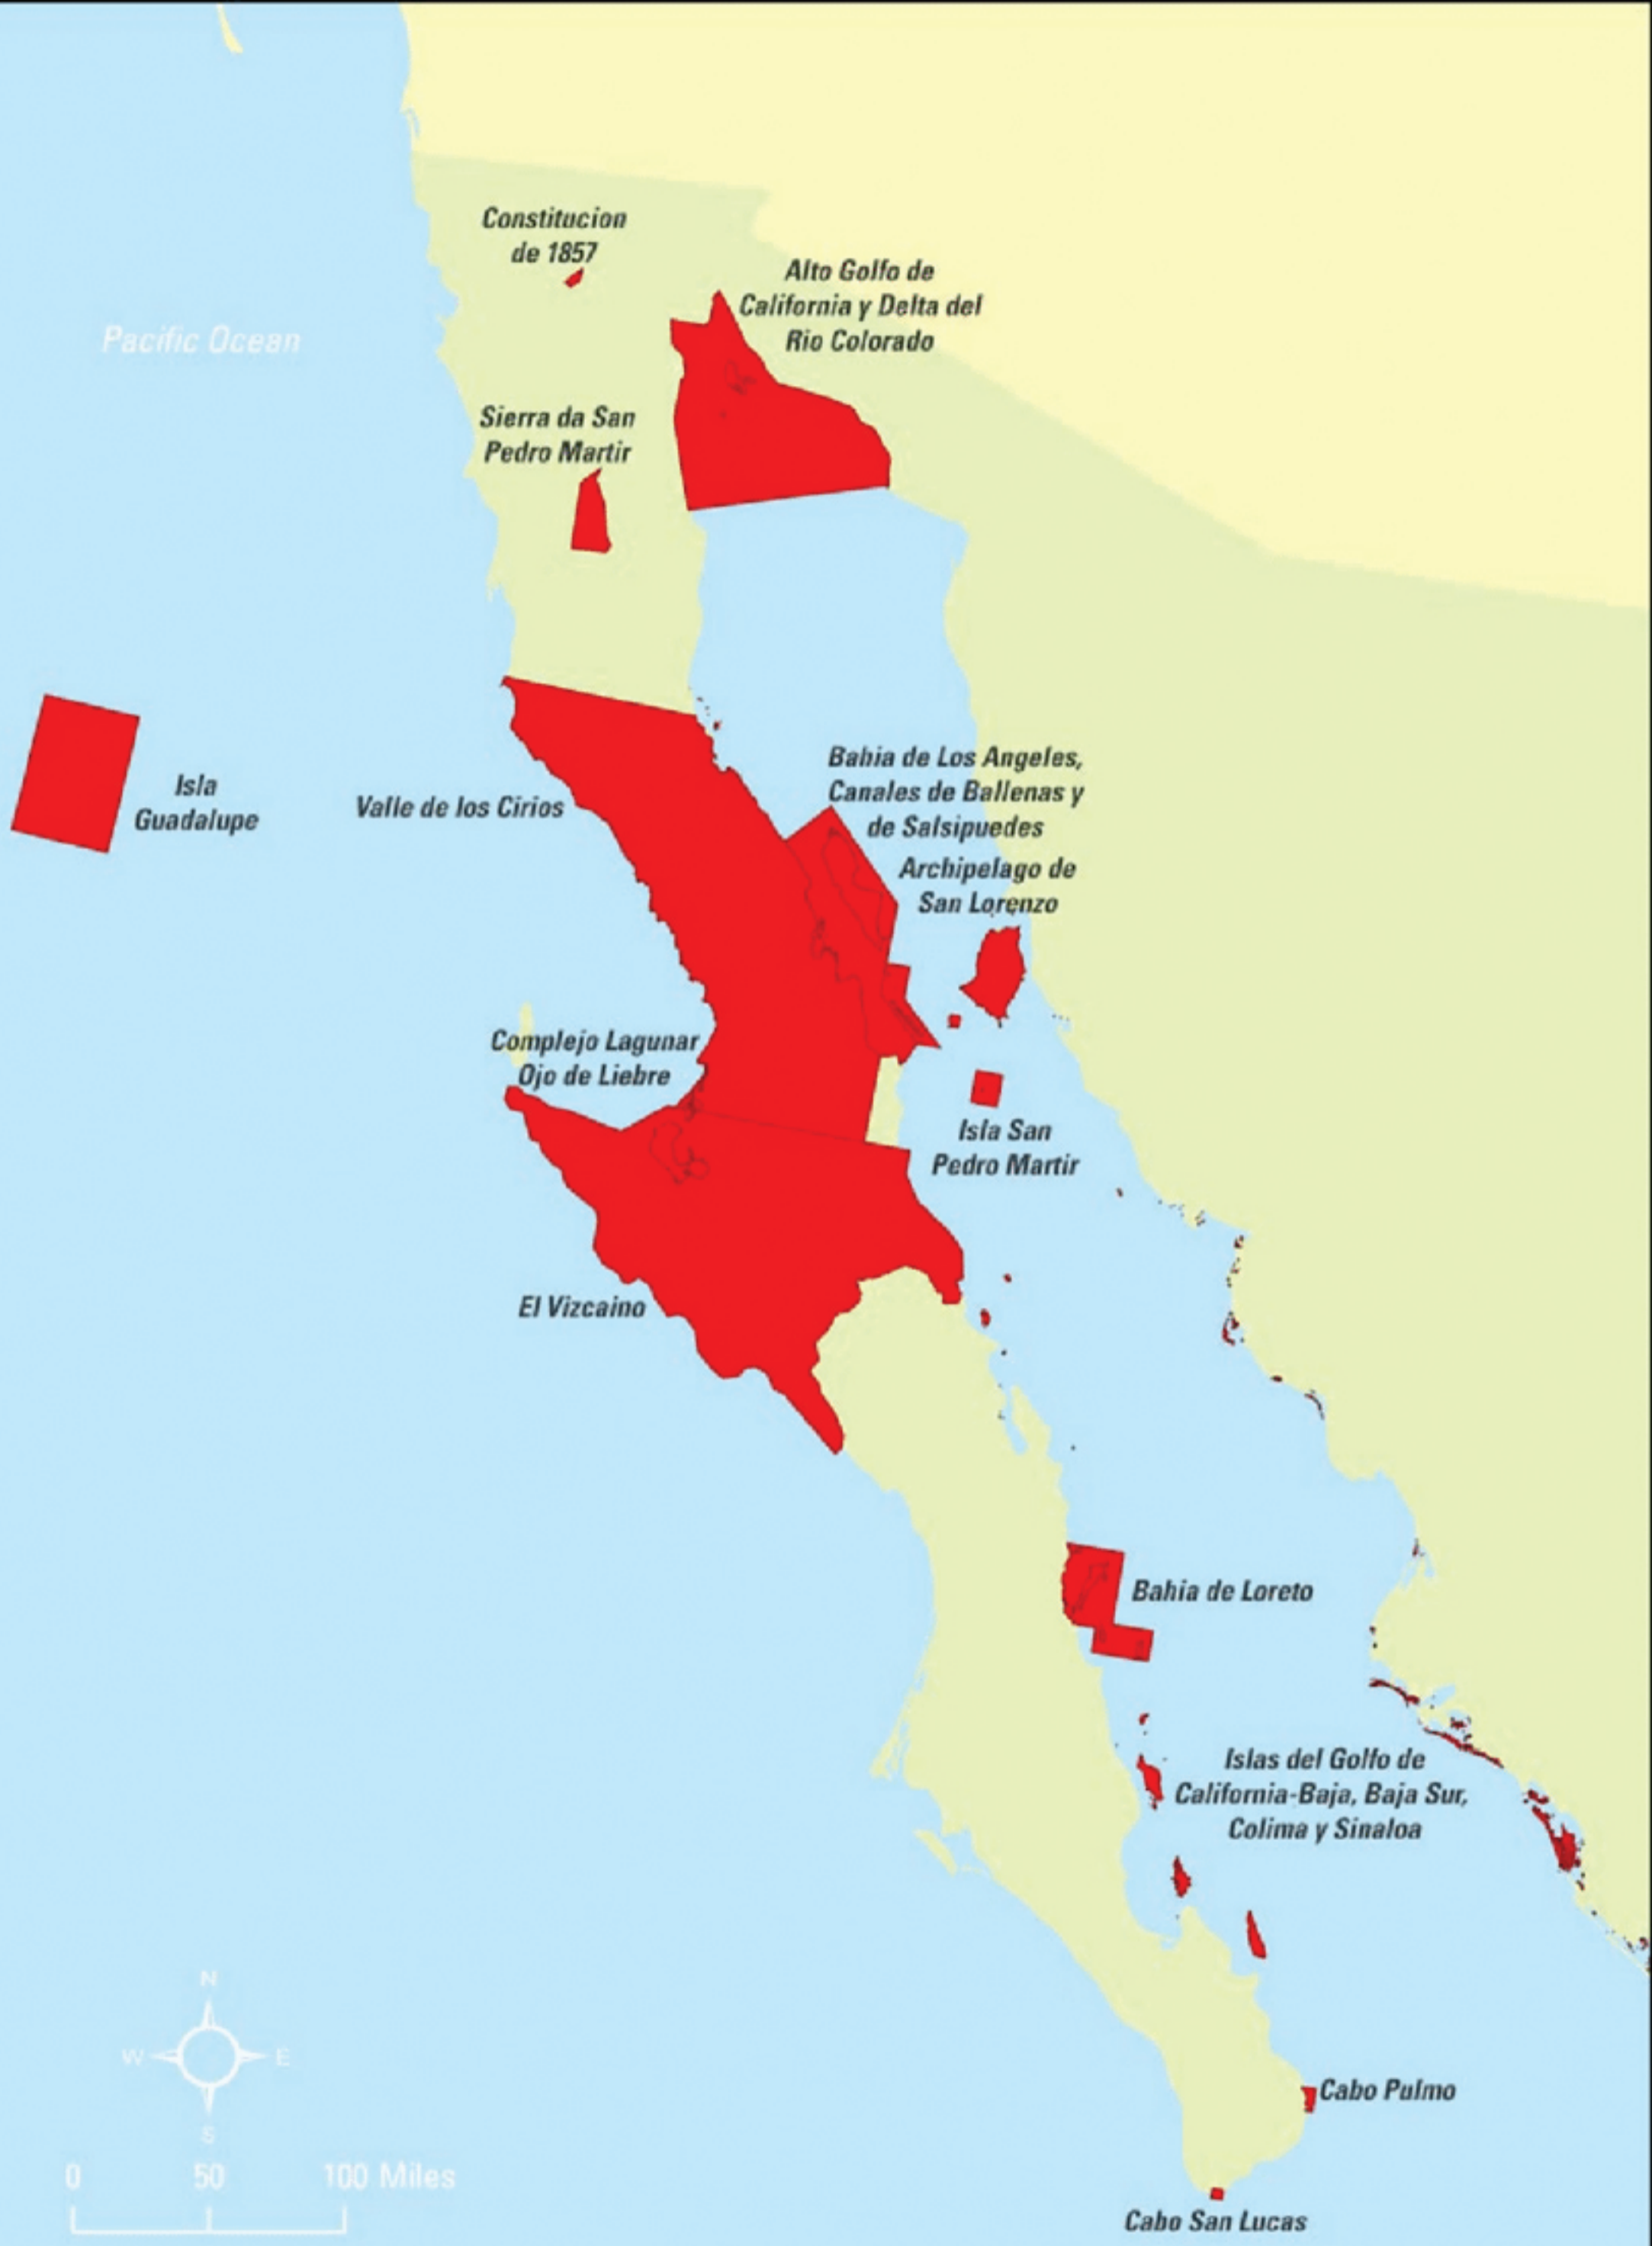 Constitucion
de 1857
Alto Golfo de
California y Delta del
Rio Colorado
Pacific Ocean
Sierra da San
Pedro Martir
Isla
Guadalupe
Valle de los Cirios
Bahia de Los Angeles,
Canales de Ballenas y
de Salsipuedes
Archipelago de
San Lorenzo
Complejo Lagunar
Ojo de Liebre
Isla San
Pedro Martir
El Vizcaino
Bahia de Loreto
Islas del Golfo de
California-Baja, Baja Sur,
Colima y Sinaloa
N
W E
S
Cabo Pulmo
0 50 100 Miles
Cabo San Lucas